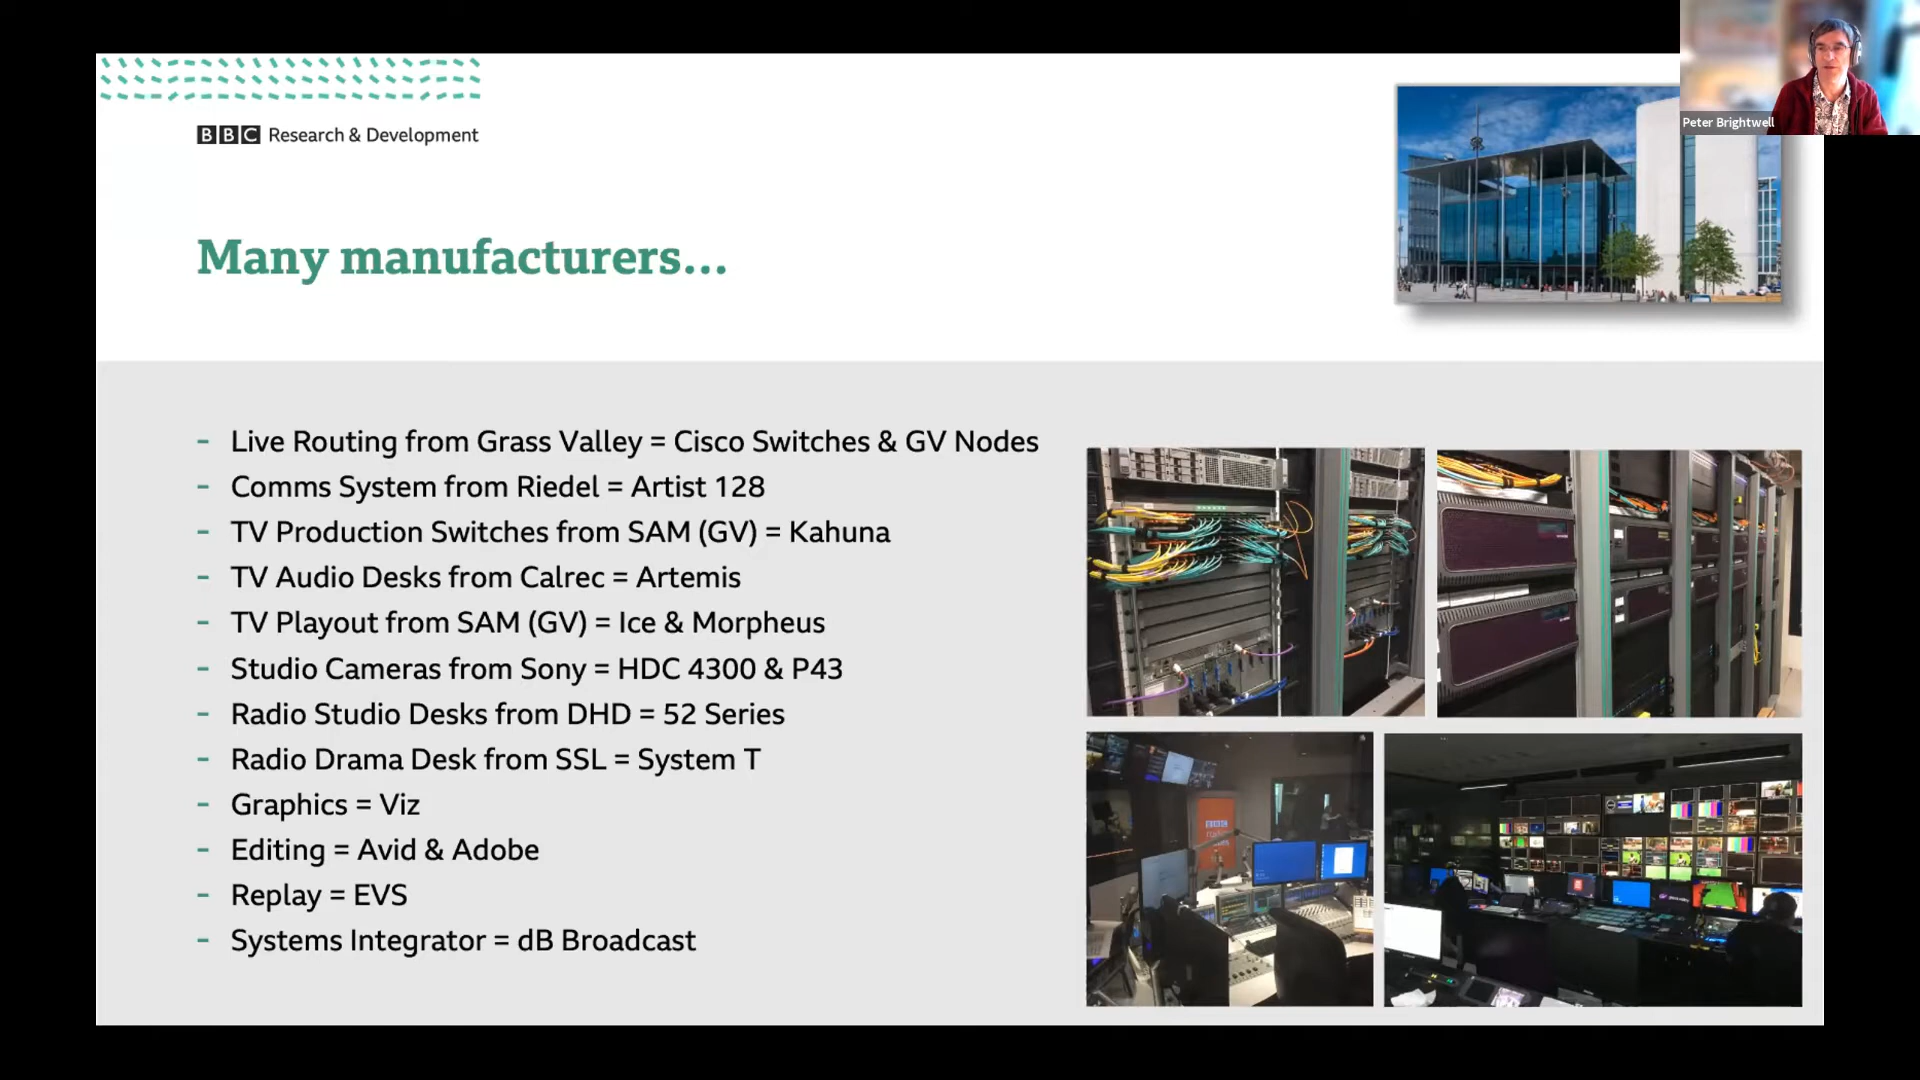 Peter Brightwell
BBC Research & Development
Many manufacturers...
- Live Routing from Grass Valley = Cisco Switches & GV Nodes
- Comms System from Riedel = Artist 128
- TV Production Switches from SAM (GV) = Kahuna
- TV Audio Desks from Calrec = Artemis
- TV Playout from SAM (GV) = Ice & Morpheus
- Studio Cameras from Sony = HDC 4300 & P43
- Radio Studio Desks from DHD = 52 Series
- Radio Drama Desk from SSL = System T
- Graphics = Viz
- Editing = Avid & Adobe
- Replay = EVS
- Systems Integrator = dB Broadcast
BBC